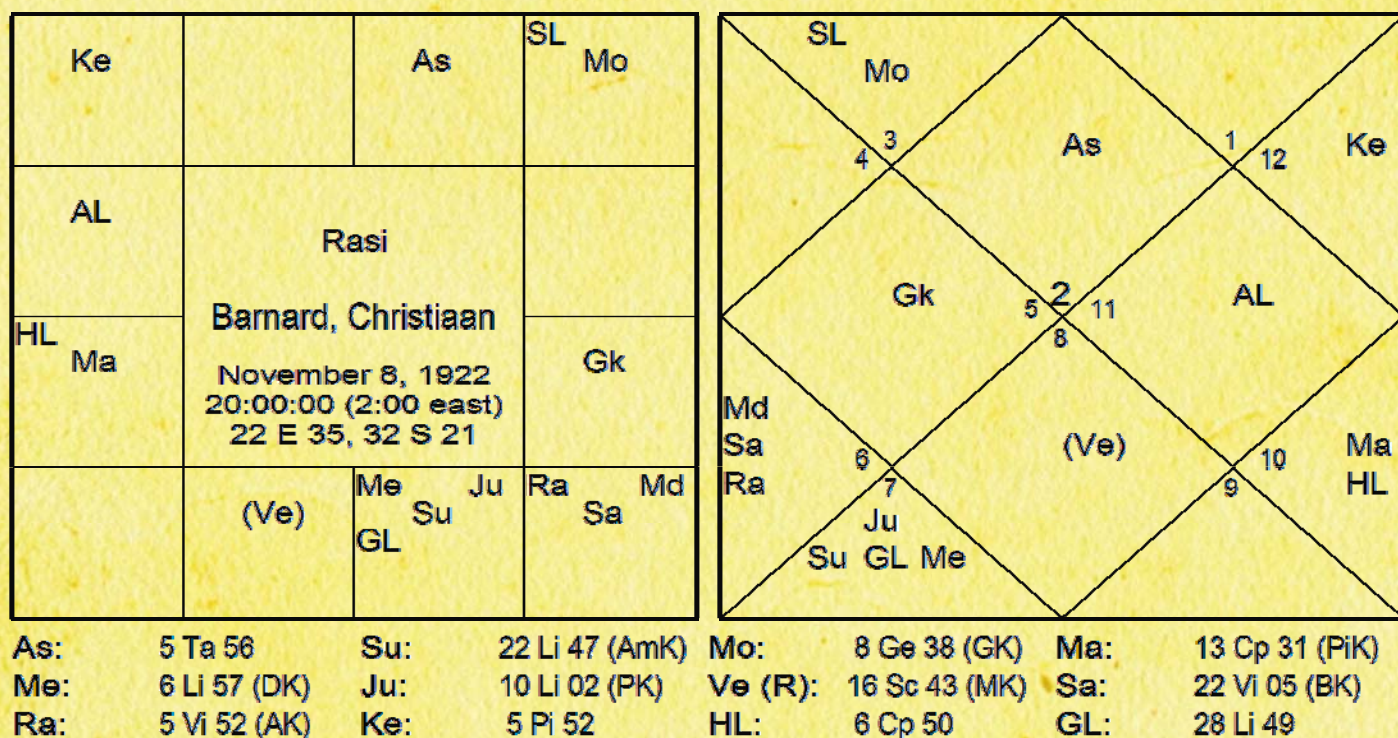 Ke
As
SL
Mo
AL
Rasi
Barnard, Christiaan
November 8, 1922
20:00:00 (2:00 east)
22 E 35, 32 S 21
HL
Ma
Gk
(Ve)
Me Ju
Su
GL
Ra Md
Sa
SL
Mo
3
4
As
1
12
Ke
Gk
5
2
11
8
AL
Md
Sa
Ra
6
7
(Ve)
10
9
Ma
HL
Ju
Su GL Me
As: 5 Ta 56 Su: 22 Li 47 (AmK) Mo: 8 Ge 38 (GK) Ma: 13 Cp 31 (PiK)
Me: 6 Li 57 (DK) Ju: 10 Li 02 (PK) Ve (R): 16 Sc 43 (MK) Sa: 22 Vi 05 (BK)
Ra: 5 Vi 52 (AK) Ke: 5 Pi 52 HL: 6 Cp 50 GL: 28 Li 49